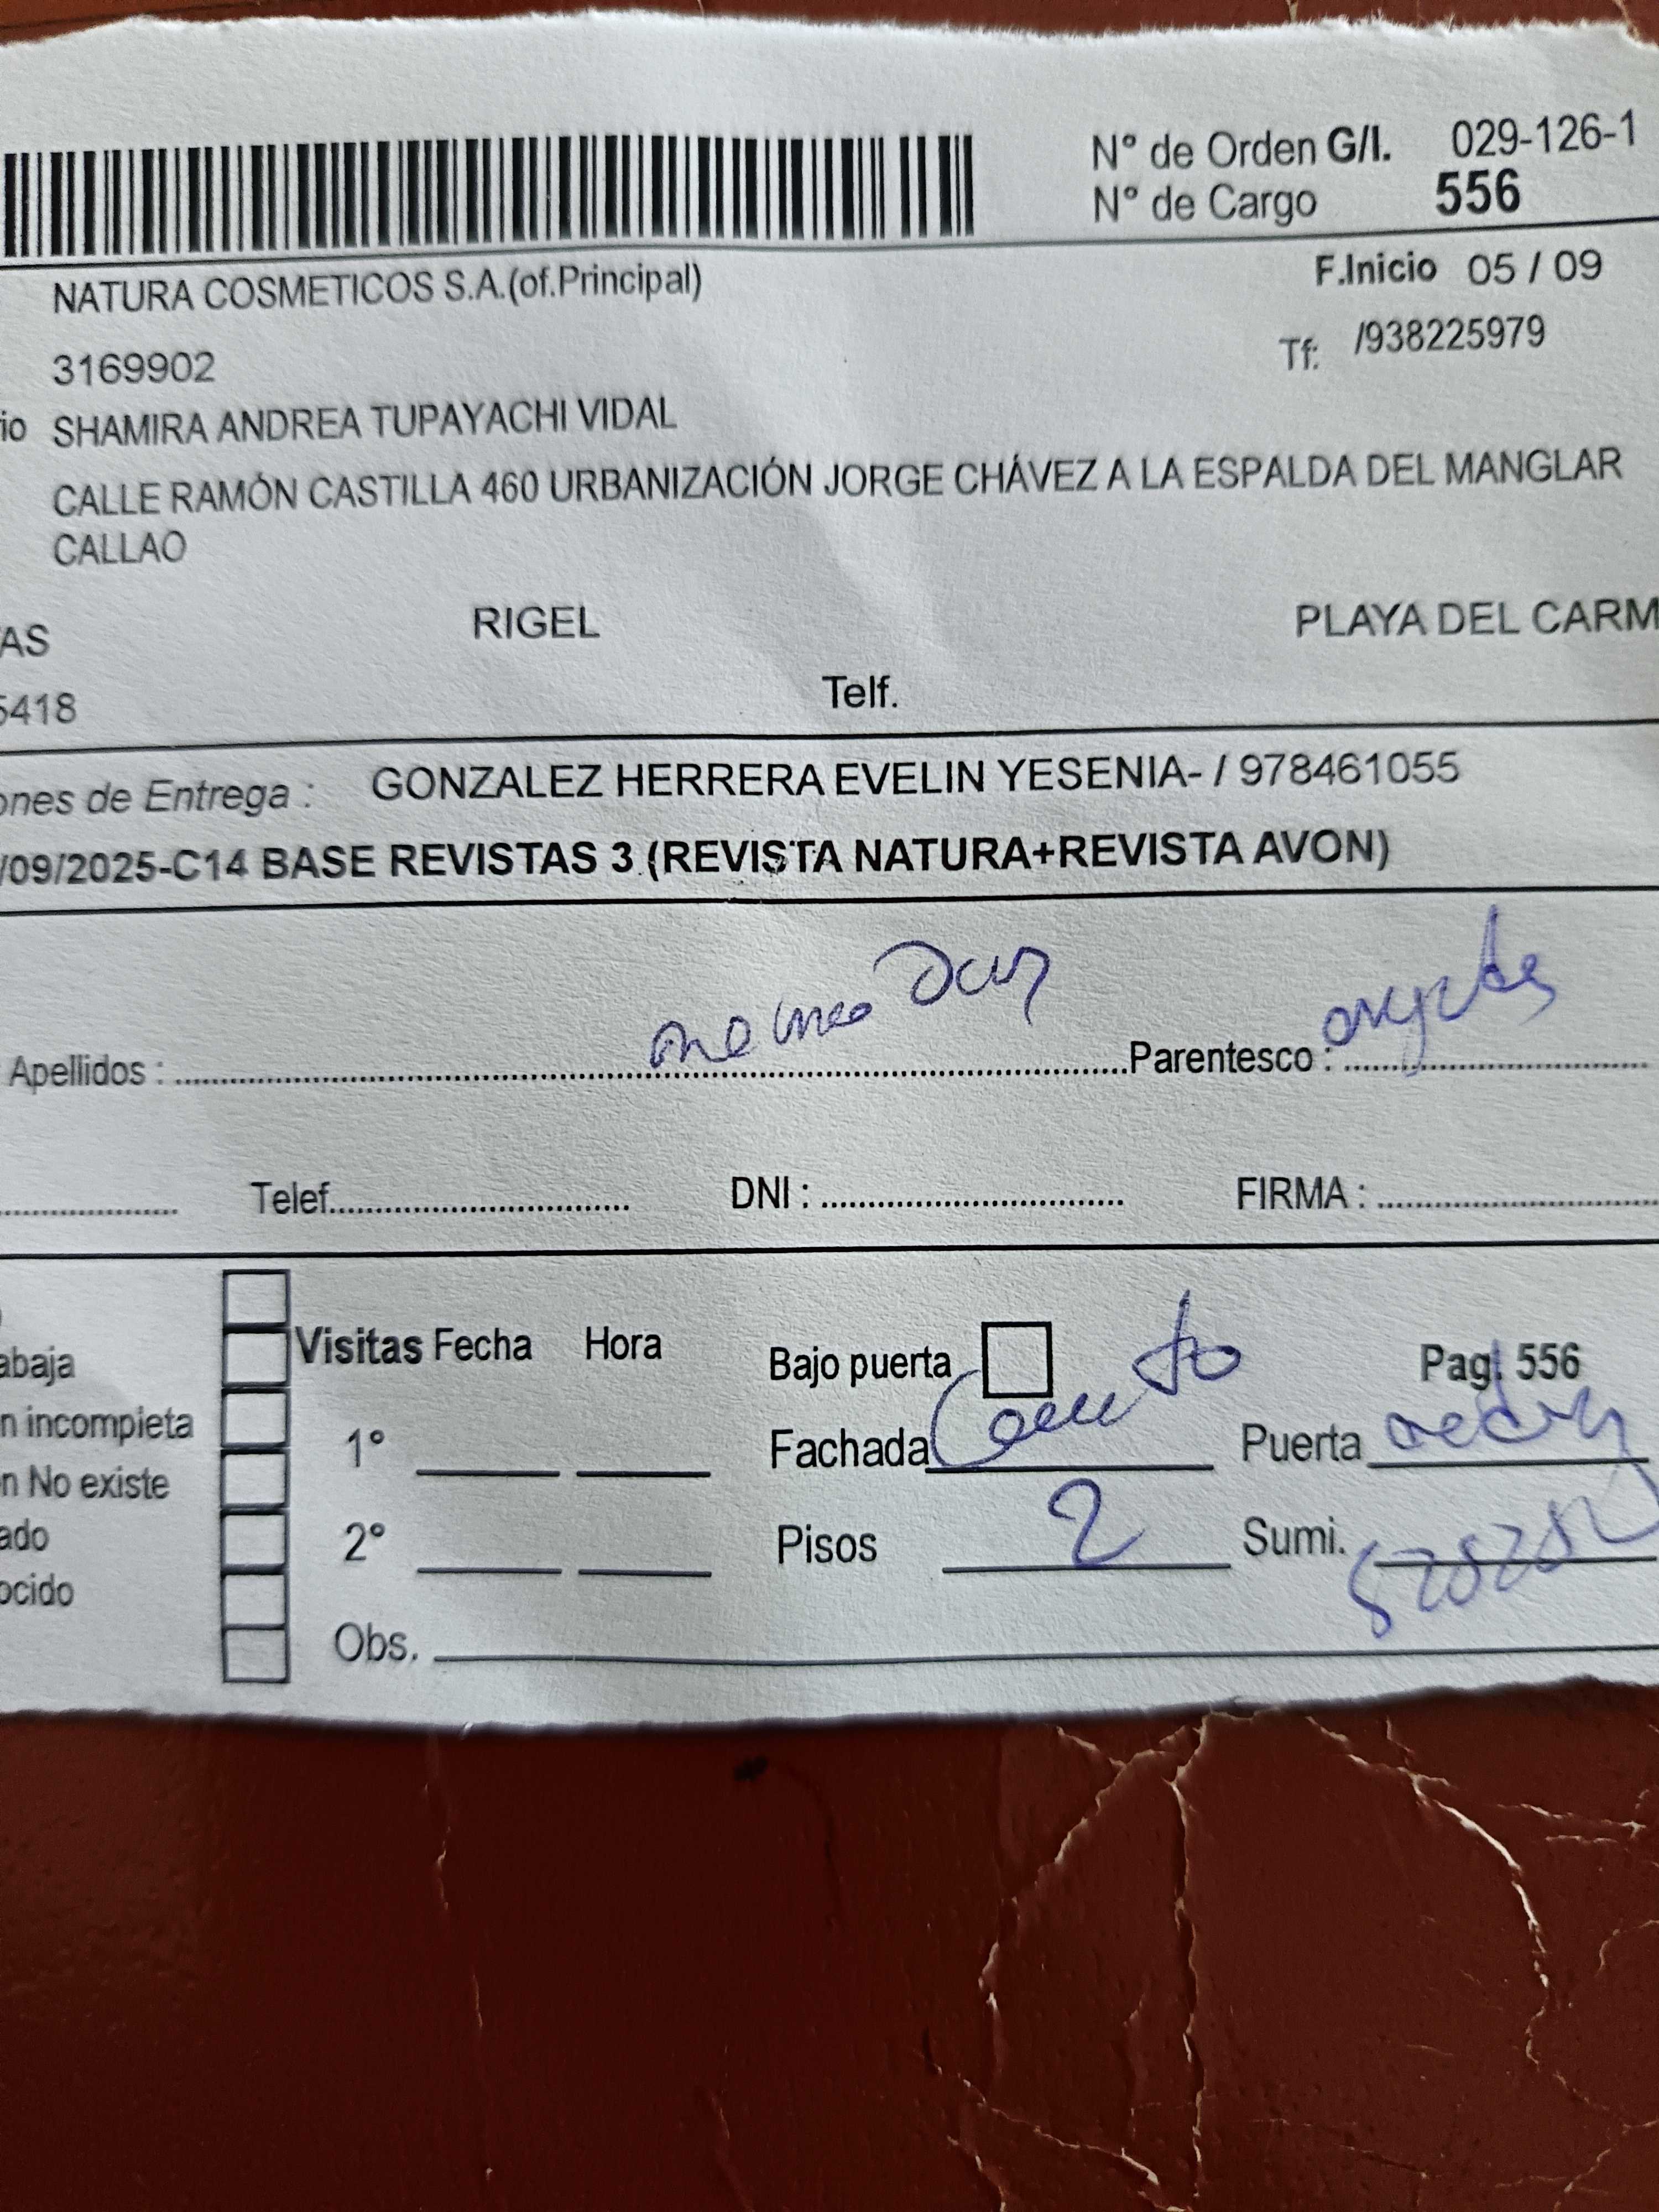 N° de Orden G/I. 029-126-1
N° de Cargo 556
NATURA COSMETICOS S.A.(of.Principal) F.Inicio 05 / 09
3169902 Tf: /938225979
io SHAMIRA ANDREA TUPAYACHI VIDAL
CALLE RAMÓN CASTILLA 460 URBANIZACIÓN JORGE CHÁVEZ A LA ESPALDA DEL MANGLAR
CALLAO
AS RIGEL PLAYA DEL CARM
5418 Telf.
ones de Entrega : GONZALEZ HERRERA EVELIN YESENIA- / 978461055
/09/2025-C14 BASE REVISTAS 3 (REVISTA NATURA+REVISTA AVON)
Apellidos : Parentesco :
Telef. DNI : FIRMA :
Visitas Fecha Hora Bajo puerta Pag. 556
abaja
n incompleta 1° Fachada Puerta
n No existe
ado 2° Pisos 2 Sumi.
ocido
Obs.